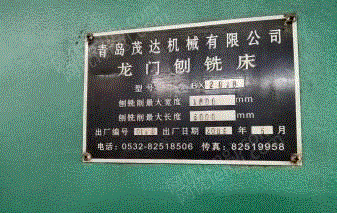 青岛茂达机械有限公司
龙门刨铣床
型号
刨铣削最大宽度 mm
刨铣削最大长度 6000 mm
出厂编号 出厂日期 年 5 月
电话：0532-82518506 传真：82519958